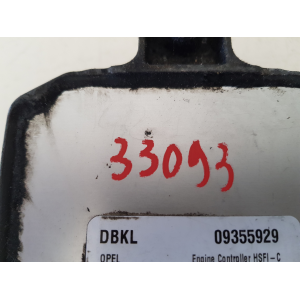 33093
DBKL 09355929
OPEL Engine Controller HSFI-C